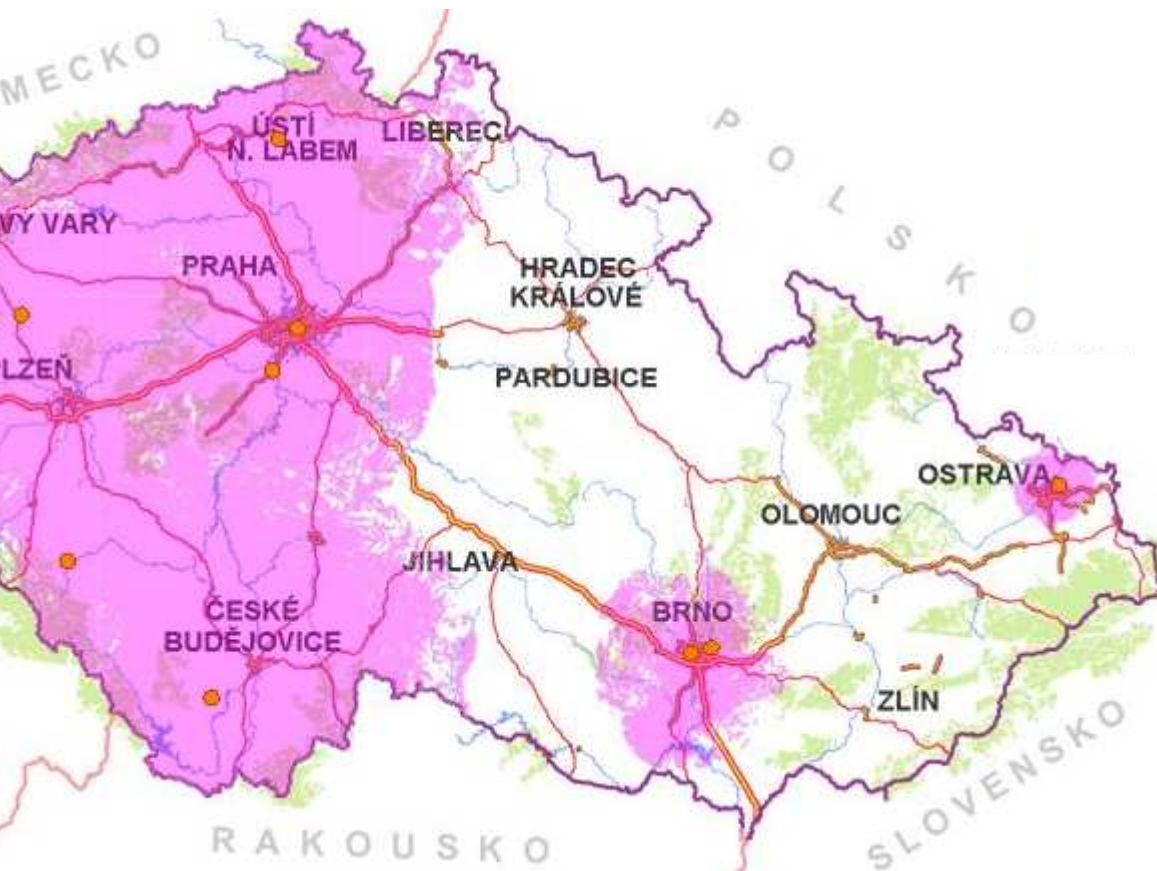 MECKO
POLSKO
ÚSTÍ
N. LABEM
LIBEREC
VY VARY
PRAHA
HRADEC
KRÁLOVÉ
LZEŇ
PARDUBICE
OSTRAVA
OLOMOUC
JIHLAVA
ČESKÉ
BUDĚJOVICE
BRNO
ZLÍN
SLOVENSKO
RAKOUSKO